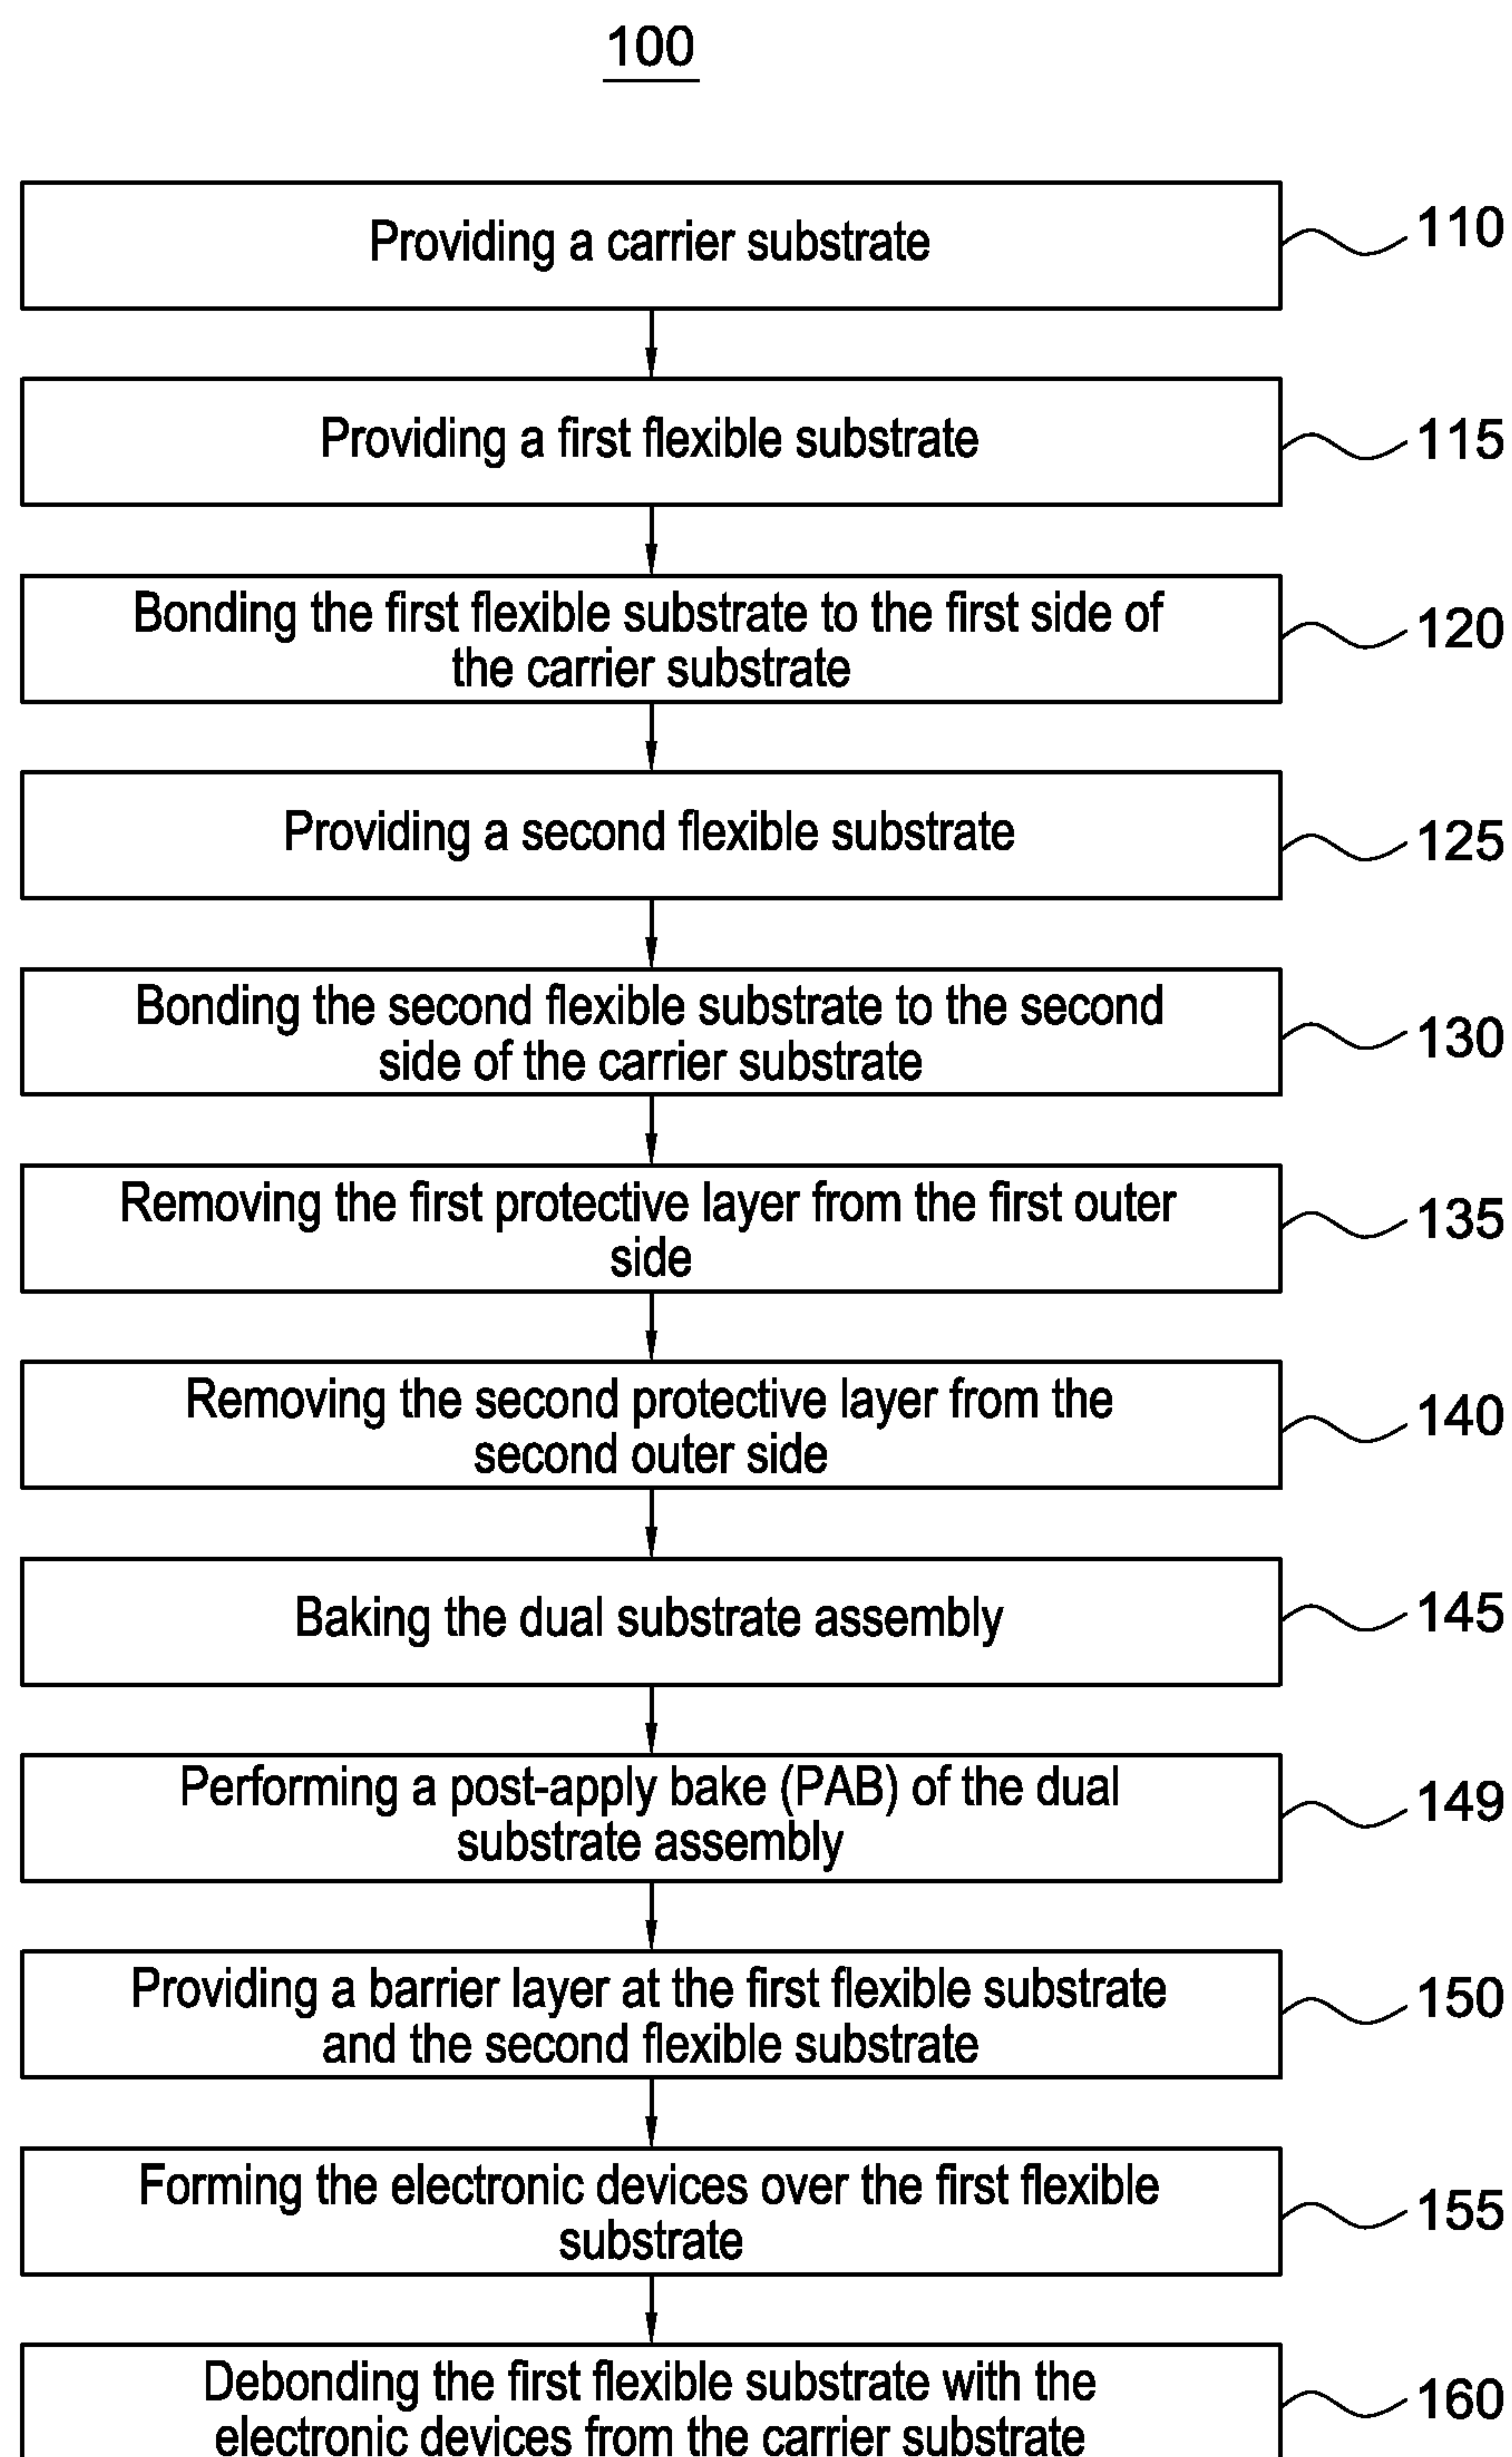 100
Providing a carrier substrate
110
Providing a first flexible substrate
115
Bonding the first flexible substrate to the first side of
the carrier substrate
120
Providing a second flexible substrate
125
Bonding the second flexible substrate to the second
side of the carrier substrate
130
Removing the first protective layer from the first outer
side
135
Removing the second protective layer from the
second outer side
140
Baking the dual substrate assembly
145
Performing a post-apply bake (PAB) of the dual
substrate assembly
149
Providing a barrier layer at the first flexible substrate
and the second flexible substrate
150
Forming the electronic devices over the first flexible
substrate
155
Debonding the first flexible substrate with the
electronic devices from the carrier substrate
160